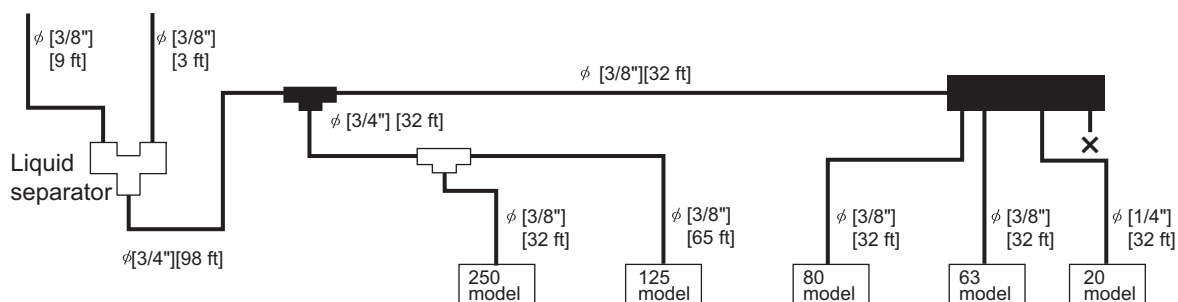 ϕ [3/8"]
[9 ft]
ϕ [3/8"]
[3 ft]
ϕ [3/8"][32 ft]
ϕ [3/4"] [32 ft]
Liquid
separator
ϕ[3/4"][98 ft]
ϕ [3/8"]
[32 ft]
ϕ [3/8"]
[65 ft]
ϕ [3/8"]
[32 ft]
ϕ [3/8"]
[32 ft]
ϕ [1/4"]
[32 ft]
250
model
125
model
80
model
63
model
20
model